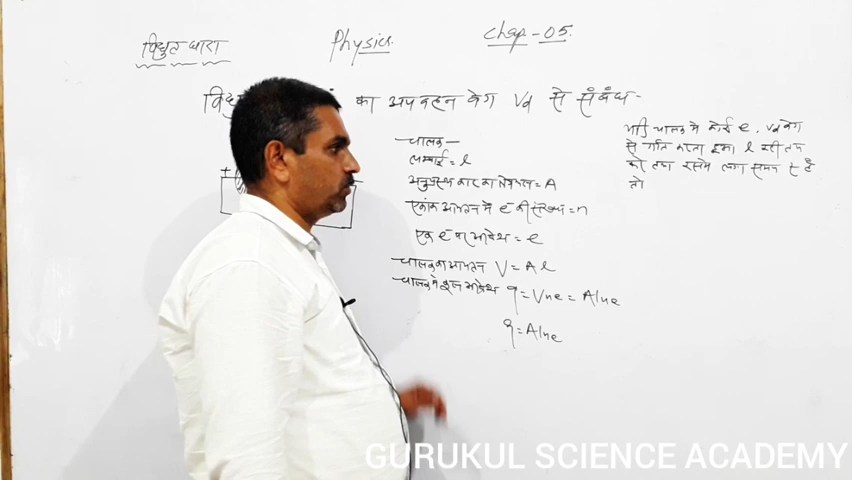 विद्युत धारा
Physics.
Chap-05.
का अपवहन वेग Vd से संबंध-
चालक-
लम्बाई = l
अनुप्रस्थ काट का क्षेत्रफल = A
एकांक आयतन में e की संख्या = n
एक e पर आवेश = e
चालक का आयतन V = A l
चालक में कुल आवेश q = Vne = Alne
q = Alne
यदि चालक में कोई e, Vd वेग
से गति करता हुआ l दूरी तय
करे तथा इसमें लगा समय t है
तो
+
GURUKUL SCIENCE ACADEMY